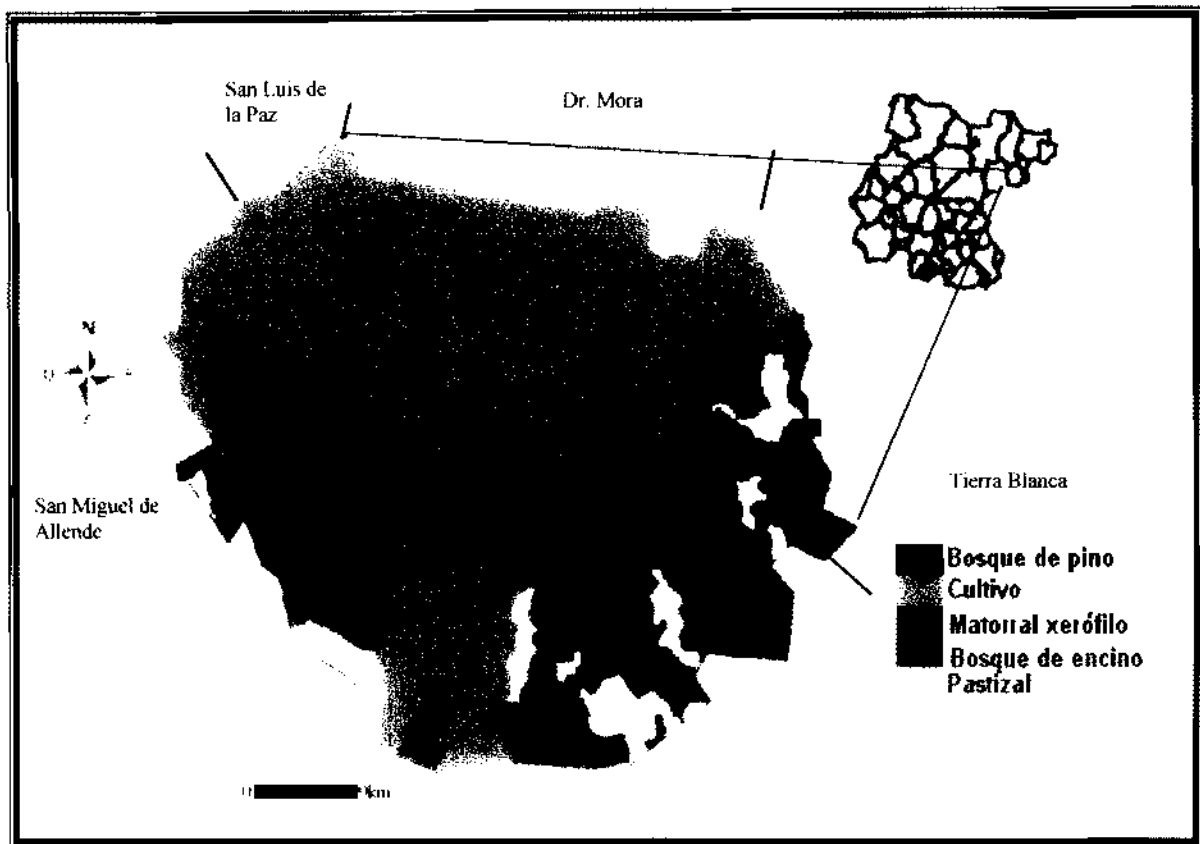 San Luis de
la Paz
Dr. Mora
N
San Miguel de
Allende
Tierra Blanca
Bosque de pino
Cultivo
Matorral xerófilo
Bosque de encino
Pastizal
km